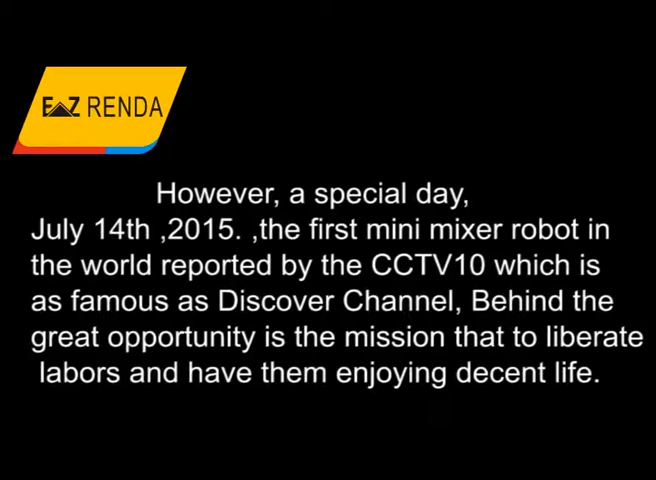 EZ RENDA
However, a special day,
July 14th ,2015. ,the first mini mixer robot in
the world reported by the CCTV10 which is
as famous as Discover Channel, Behind the
great opportunity is the mission that to liberate
labors and have them enjoying decent life.